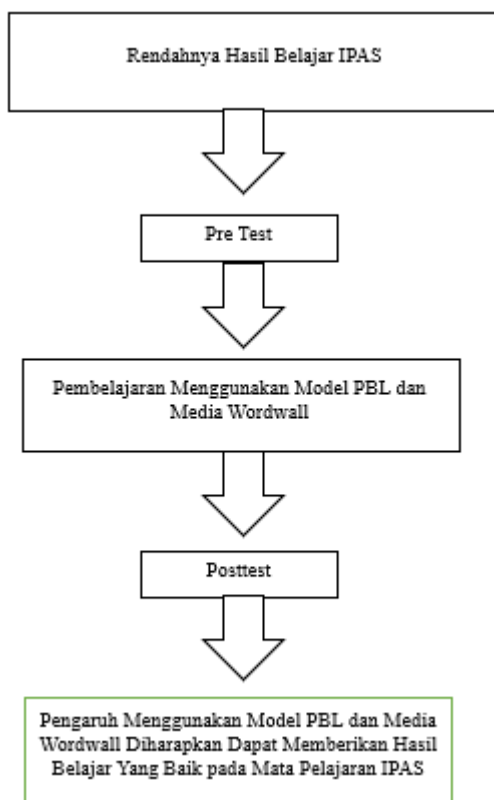 Rendahnya Hasil Belajar IPAS
Pre Test
Pembelajaran Menggunakan Model PBL dan
Media Wordwall
Posttest
Pengaruh Menggunakan Model PBL dan Media
Wordwall Diharapkan Dapat Memberikan Hasil
Belajar Yang Baik pada Mata Pelajaran IPAS